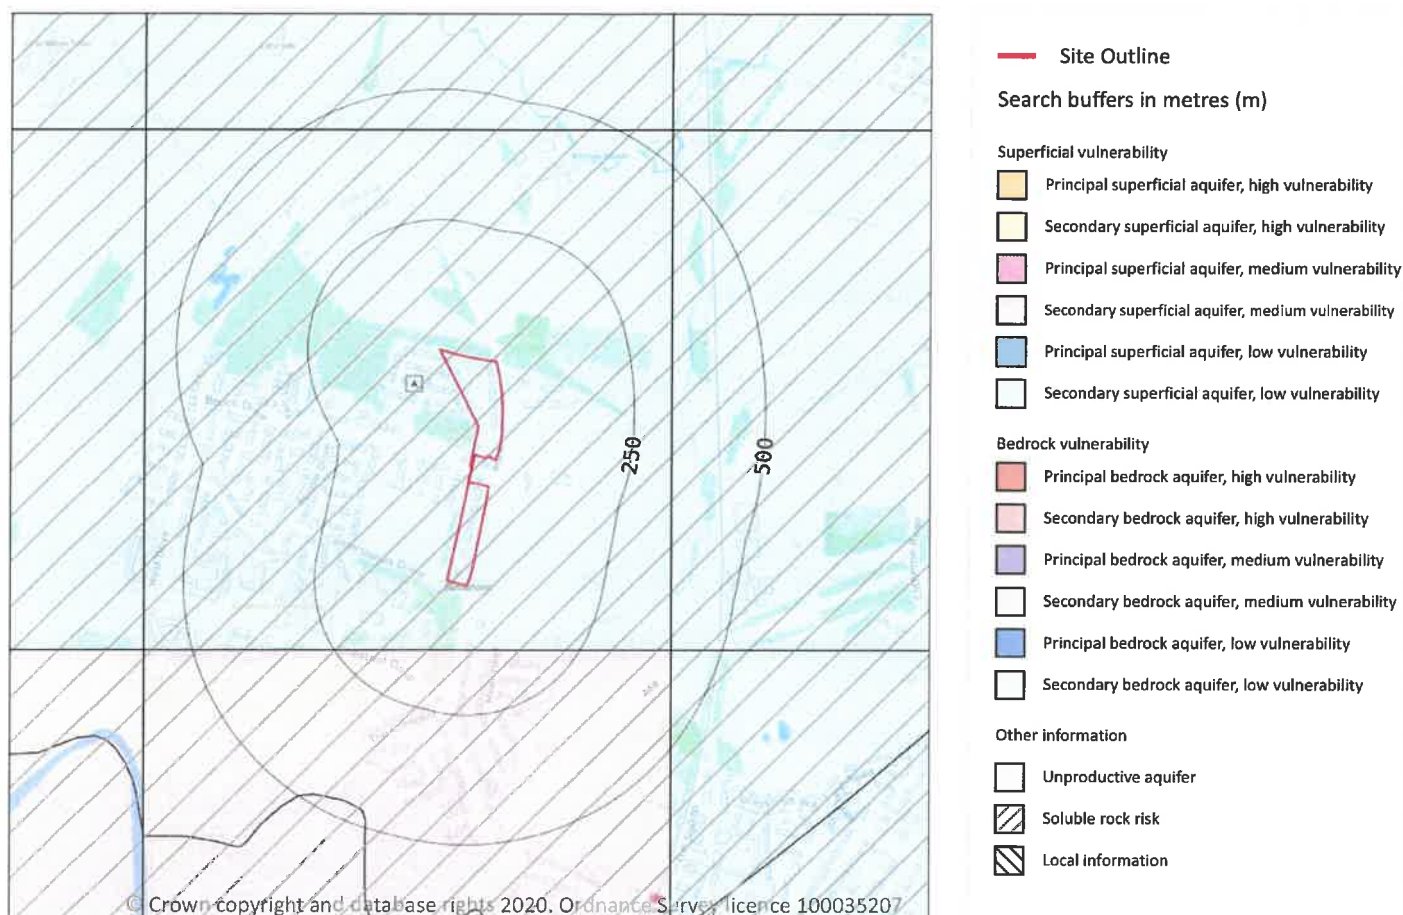 A
250
500
© Crown copyright and database rights 2020. Ordnance Survey licence 100035207
Site Outline
Search buffers in metres (m)
Superficial vulnerability
Principal superficial aquifer, high vulnerability
Secondary superficial aquifer, high vulnerability
Principal superficial aquifer, medium vulnerability
Secondary superficial aquifer, medium vulnerability
Principal superficial aquifer, low vulnerability
Secondary superficial aquifer, low vulnerability
Bedrock vulnerability
Principal bedrock aquifer, high vulnerability
Secondary bedrock aquifer, high vulnerability
Principal bedrock aquifer, medium vulnerability
Secondary bedrock aquifer, medium vulnerability
Principal bedrock aquifer, low vulnerability
Secondary bedrock aquifer, low vulnerability
Other information
Unproductive aquifer
Soluble rock risk
Local information